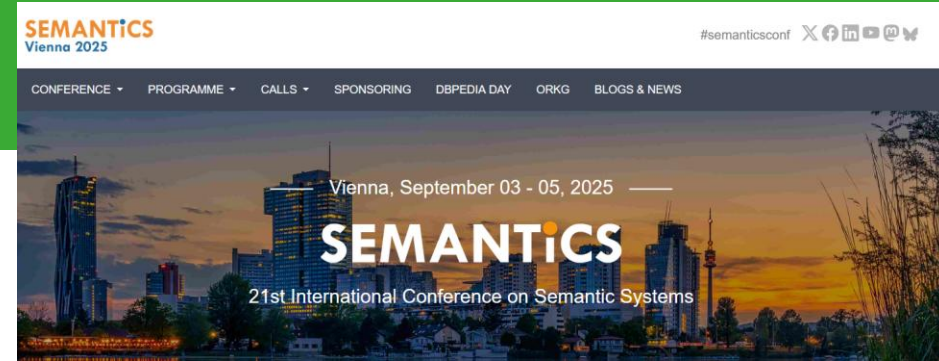 SEMANTiCS
Vienna 2025
#semanticsconf
CONFERENCE PROGRAMME CALLS SPONSORING DBPEDIA DAY ORKG BLOGS & NEWS
Vienna, September 03 - 05, 2025
SEMANTiCS
21st International Conference on Semantic Systems